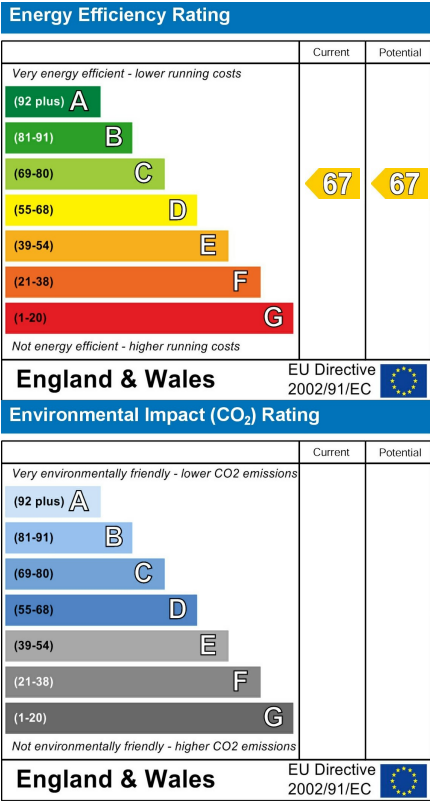 Energy Efficiency Rating
Current Potential
Very energy efficient - lower running costs
(92 plus) A
(81-91) B
(69-80) C
67 67
(55-68) D
(39-54) E
(21-38) F
(1-20) G
Not energy efficient - higher running costs
England & Wales
EU Directive
2002/91/EC
Environmental Impact (CO₂) Rating
Current Potential
Very environmentally friendly - lower CO2 emissions
(92 plus) A
(81-91) B
(69-80) C
(55-68) D
(39-54) E
(21-38) F
(1-20) G
Not environmentally friendly - higher CO2 emissions
England & Wales
EU Directive
2002/91/EC